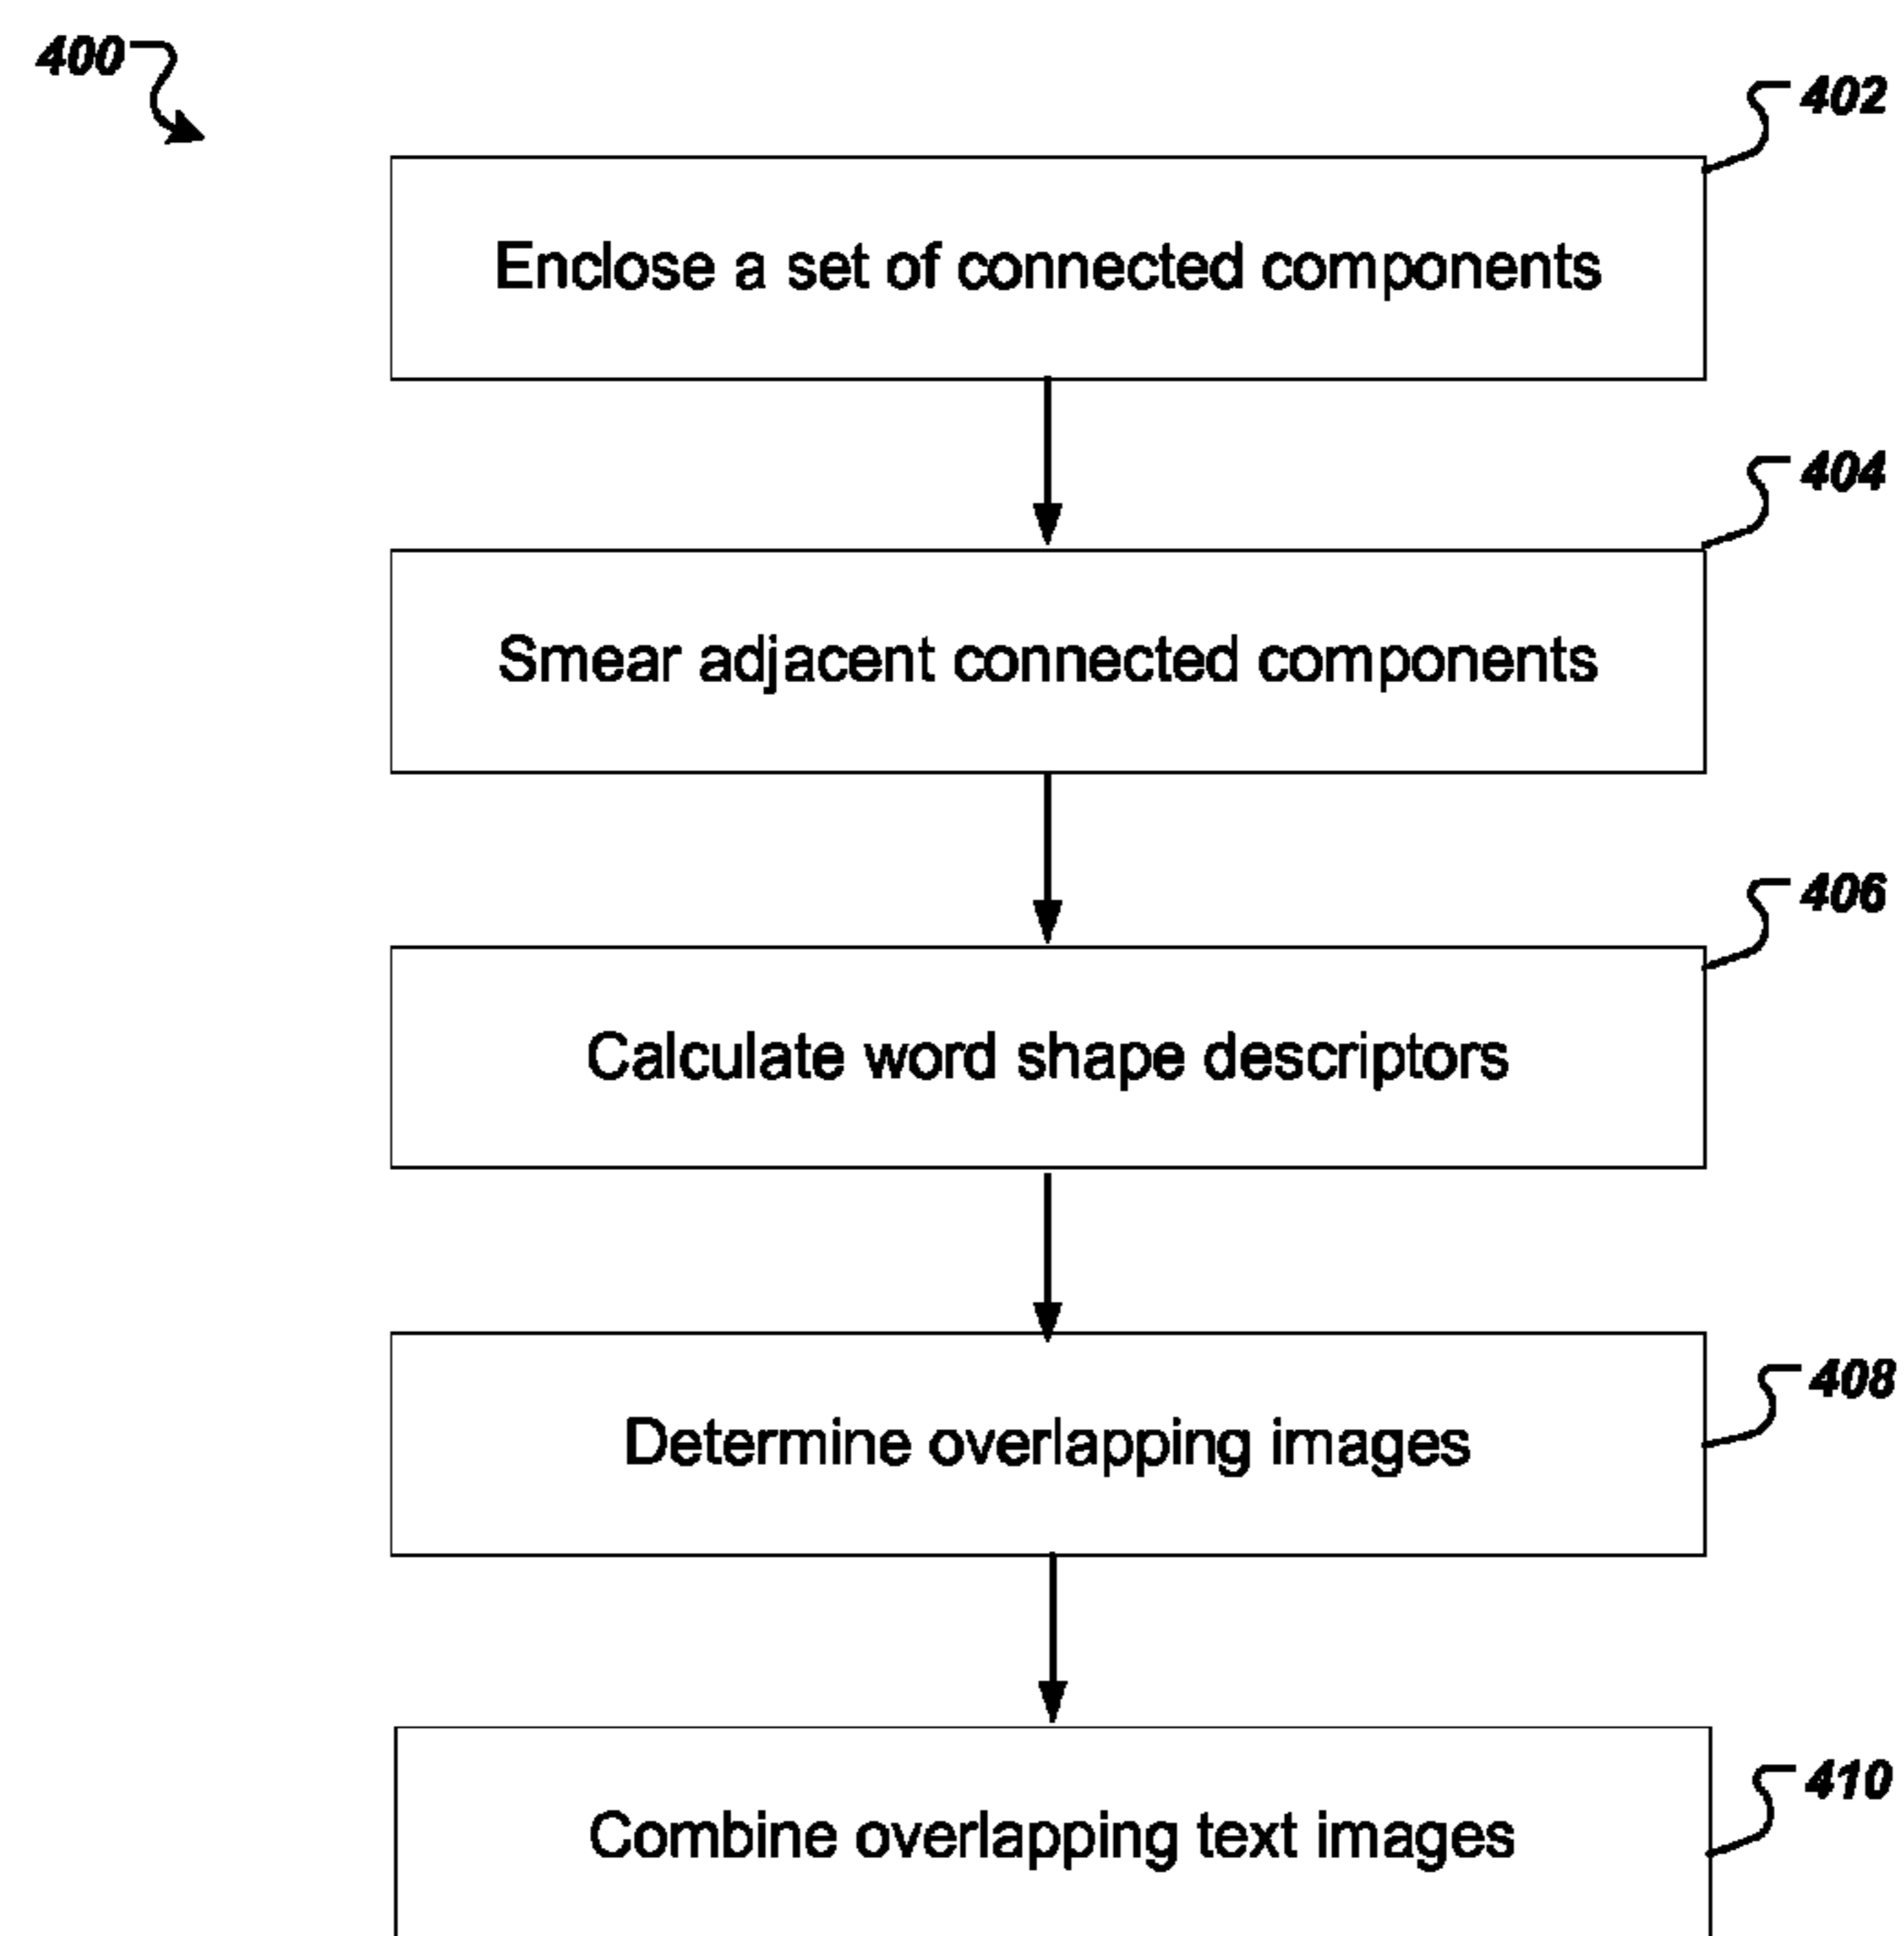 400
402
Enclose a set of connected components
404
Smear adjacent connected components
406
Calculate word shape descriptors
408
Determine overlapping images
410
Combine overlapping text images